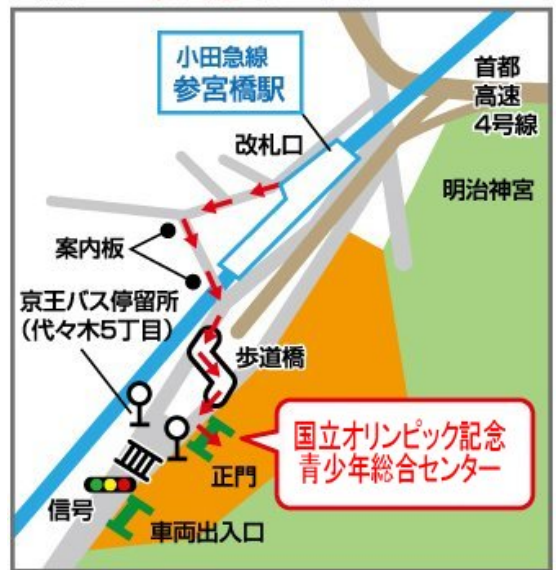 小田急線
参宮橋駅
改札口
首都
高速
4号線
明治神宮
案内板
京王バス停留所
(代々木5丁目)
歩道橋
国立オリンピック記念
青少年総合センター
正門
信号
車両出入口